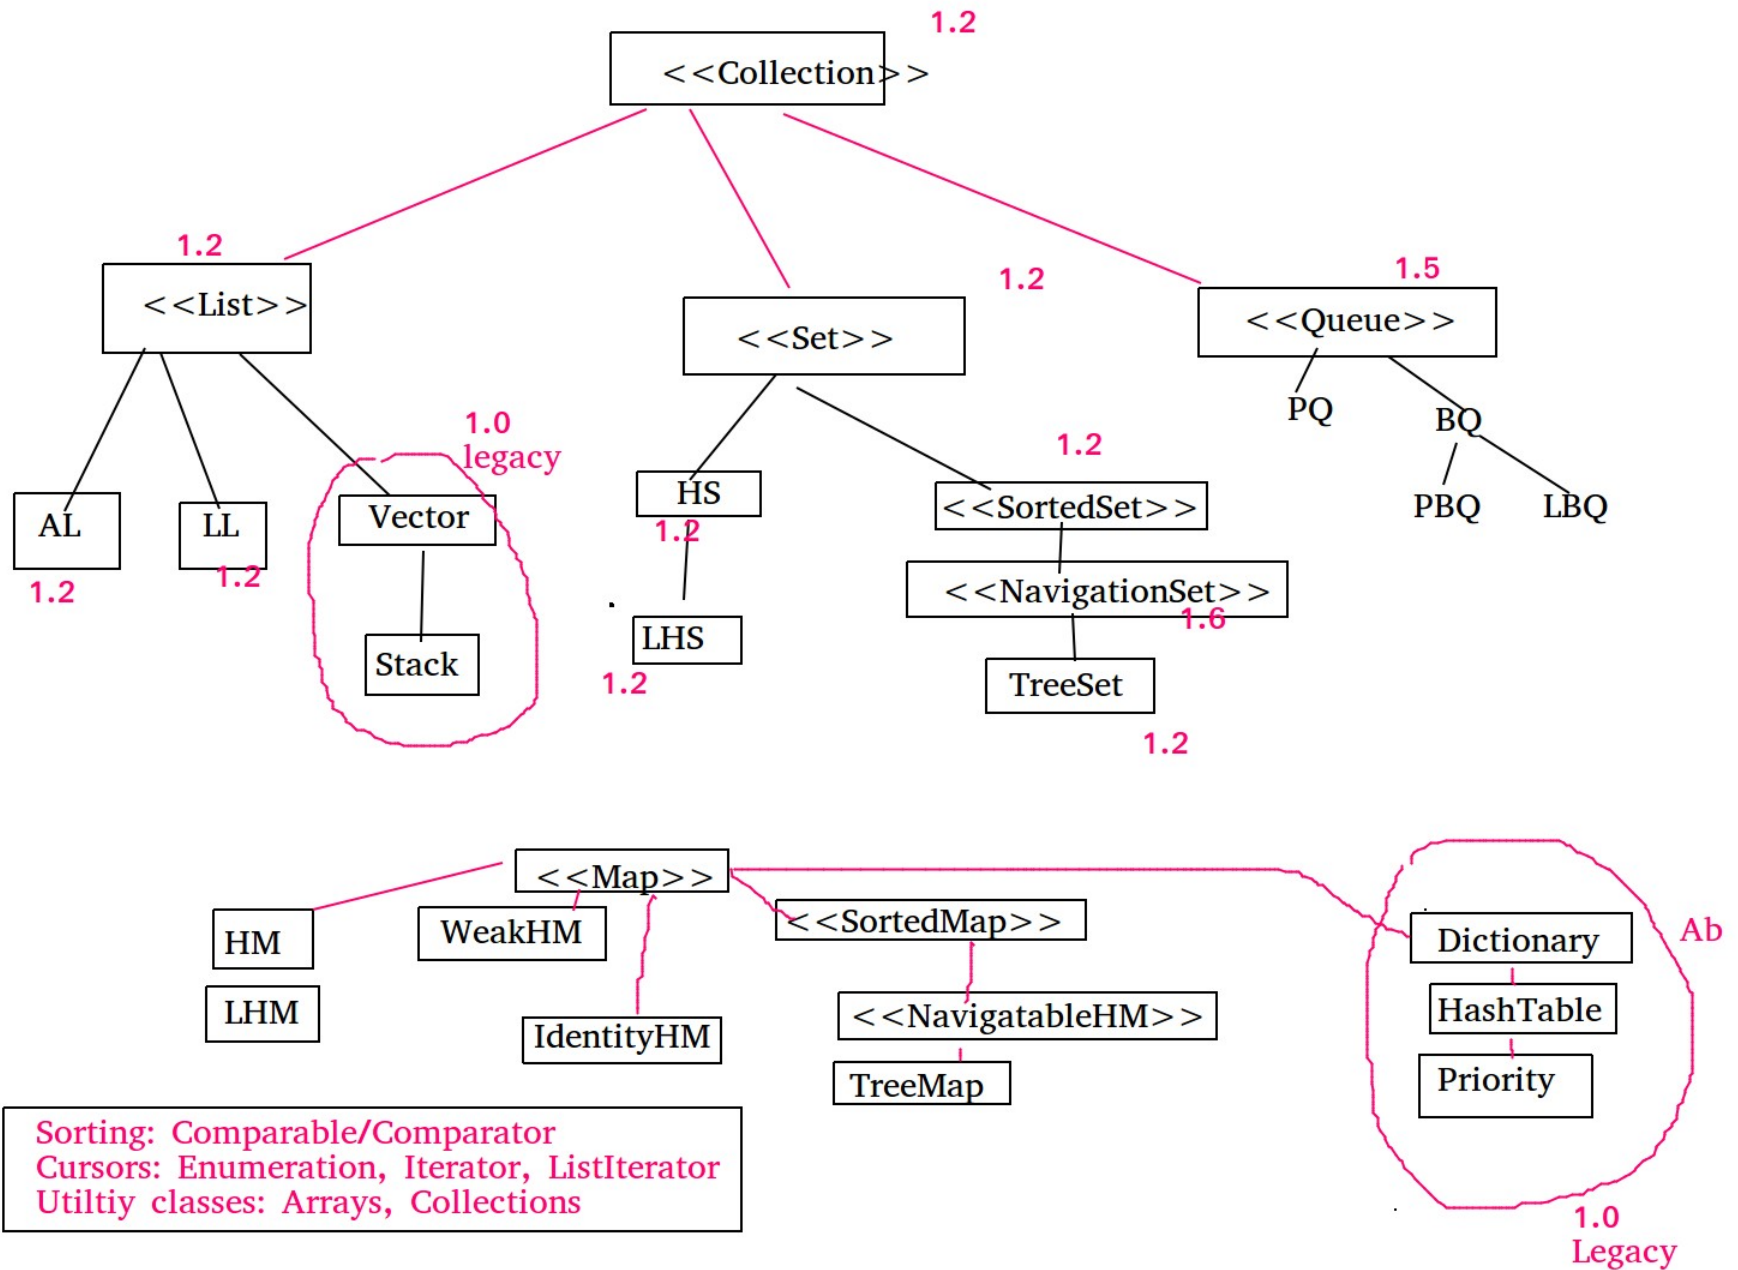 1.2
<<Collection>>
1.2
<<List>>
1.2
<<Set>>
1.5
<<Queue>>
PQ
BQ
PBQ
LBQ
1.0
legacy
AL
1.2
LL
1.2
Vector
Stack
HS
1.2
LHS
1.2
1.2
<<SortedSet>>
<<NavigationSet>>
1.6
TreeSet
1.2
<<Map>>
HM
LHM
WeakHM
IdentityHM
<<SortedMap>>
<<NavigatableHM>>
TreeMap
Dictionary
Ab
HashTable
Priority
1.0
Legacy
Sorting: Comparable/Comparator
Cursors: Enumeration, Iterator, ListIterator
Utiltiy classes: Arrays, Collections